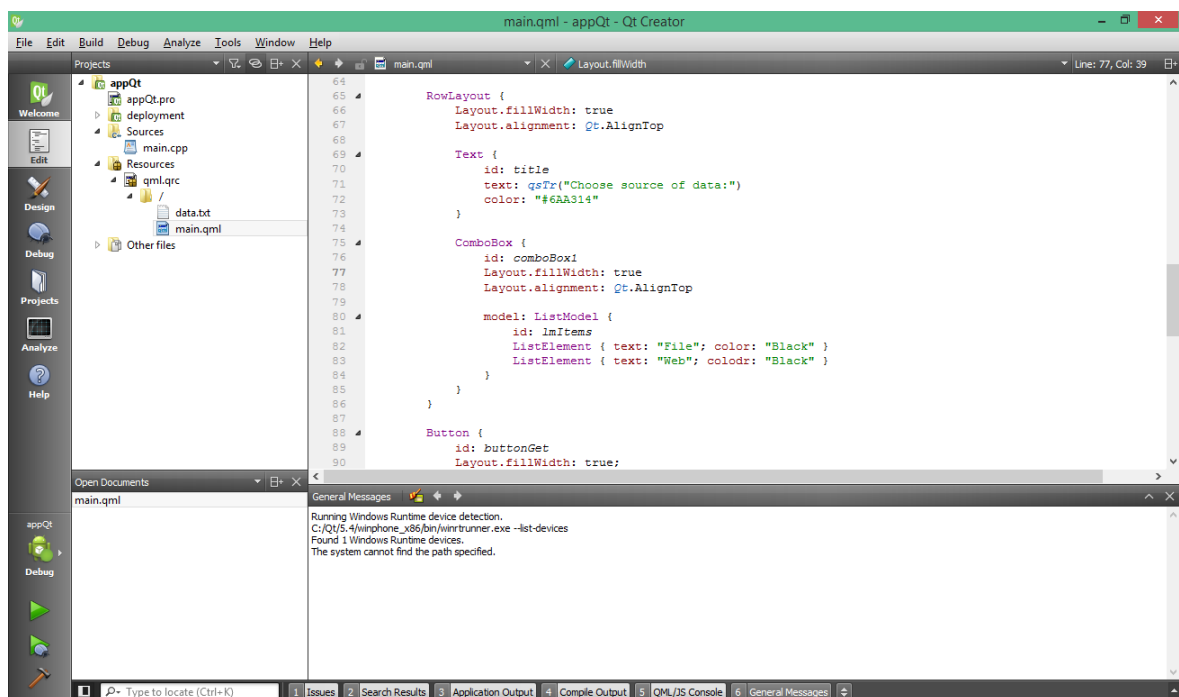 main.qml - appQt - Qt Creator
File Edit Build Debug Analyze Tools Window Help
Projects
main.qml
Layout.fillWidth
Line: 77, Col: 39
Qt
Welcome
Edit
Design
Debug
Projects
Analyze
Help
appQt
Debug
appQt
appQt.pro
deployment
Sources
main.cpp
Resources
qml.qrc
/
data.txt
main.qml
Other files
Open Documents
main.qml
64
65 RowLayout {
66 Layout.fillWidth: true
67 Layout.alignment: Qt.AlignTop
68
69 Text {
70 id: title
71 text: qsTr("Choose source of data:")
72 color: "#6AA314"
73 }
74
75 ComboBox {
76 id: comboBox1
77 Layout.fillWidth: true
78 Layout.alignment: Qt.AlignTop
79
80 model: ListModel {
81 id: lmItems
82 ListElement { text: "File"; color: "Black" }
83 ListElement { text: "Web"; colodr: "Black" }
84 }
85 }
86 }
87
88 Button {
89 id: buttonGet
90 Layout.fillWidth: true;
General Messages
Running Windows Runtime device detection.
C:/Qt/5.4/winphone_x86/bin/winrtrunner.exe --list-devices
Found 1 Windows Runtime devices.
The system cannot find the path specified.
Type to locate (Ctrl+K)
1 Issues 2 Search Results 3 Application Output 4 Compile Output 5 QML/JS Console 6 General Messages